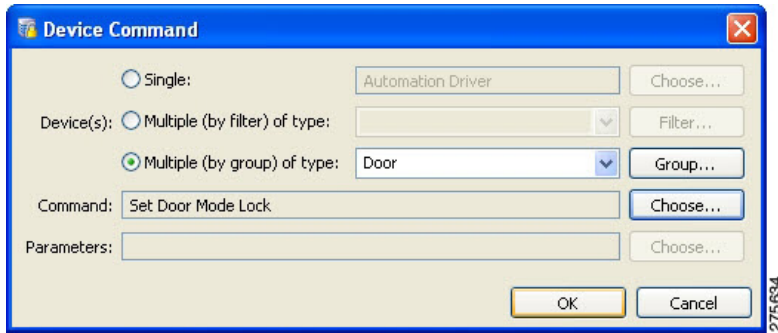 Device Command
Single: Automation Driver Choose...
Device(s): Multiple (by filter) of type: Filter...
Multiple (by group) of type: Door Group...
Command: Set Door Mode Lock Choose...
Parameters: Choose...
OK Cancel
275634